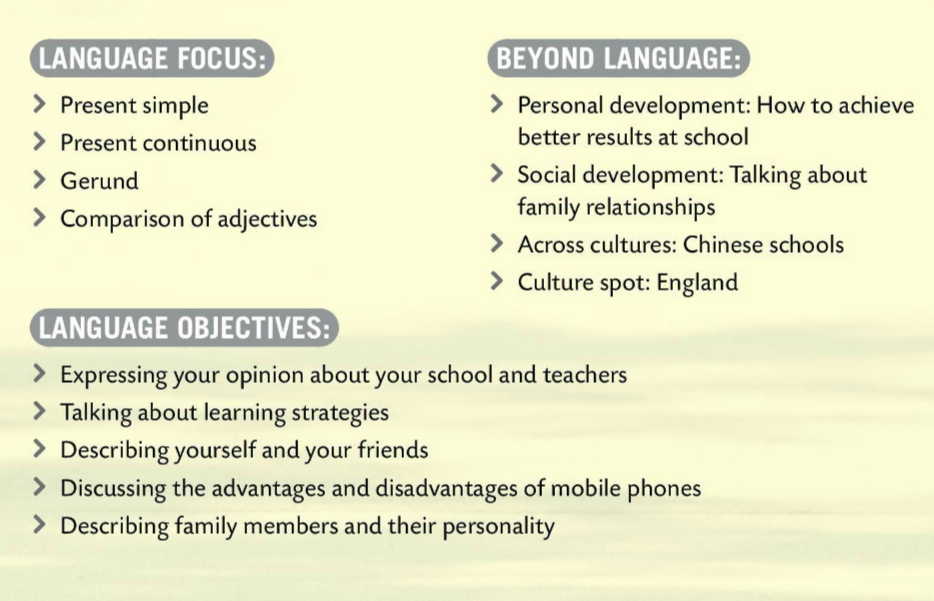 LANGUAGE FOCUS:
> Present simple
> Present continuous
> Gerund
> Comparison of adjectives
BEYOND LANGUAGE:
> Personal development: How to achieve
better results at school
> Social development: Talking about
family relationships
> Across cultures: Chinese schools
> Culture spot: England
LANGUAGE OBJECTIVES:
> Expressing your opinion about your school and teachers
> Talking about learning strategies
> Describing yourself and your friends
> Discussing the advantages and disadvantages of mobile phones
> Describing family members and their personality